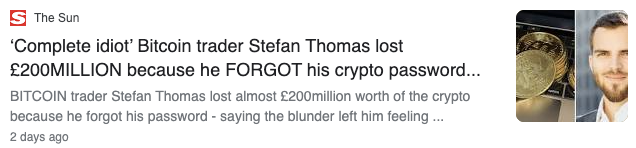 The Sun
‘Complete idiot’ Bitcoin trader Stefan Thomas lost
£200MILLION because he FORGOT his crypto password...
BITCOIN trader Stefan Thomas lost almost £200million worth of the crypto
because he forgot his password - saying the blunder left him feeling ...
2 days ago